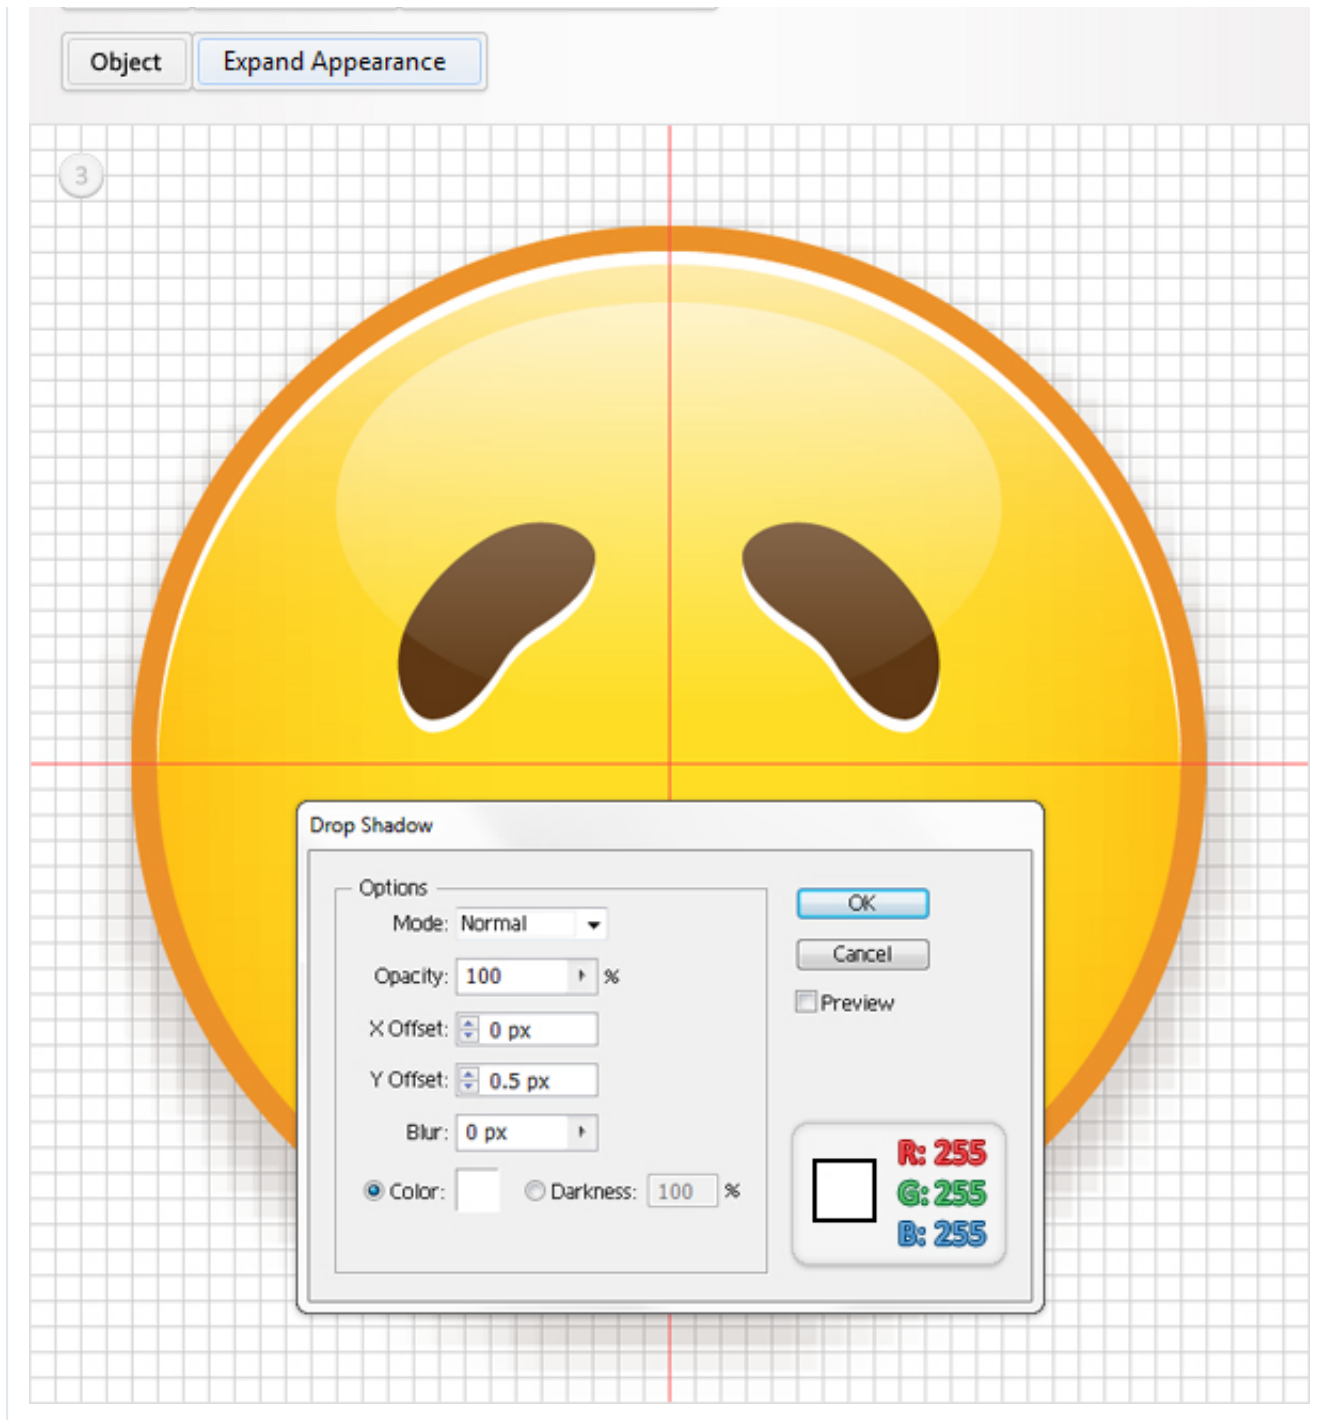 Object Expand Appearance
3
Drop Shadow
Options
Mode: Normal
Opacity: 100 %
X Offset: 0 px
Y Offset: 0.5 px
Blur: 0 px
Color: Darkness: 100 %
OK
Cancel
Preview
R: 255
G: 255
B: 255